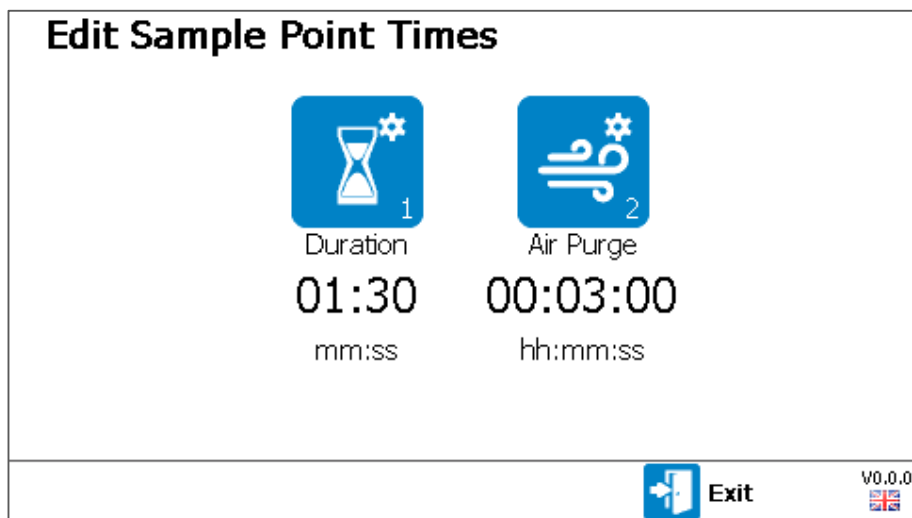 Edit Sample Point Times
1
2
Duration
Air Purge
01:30
00:03:00
mm:ss
hh:mm:ss
Exit
V0.0.0